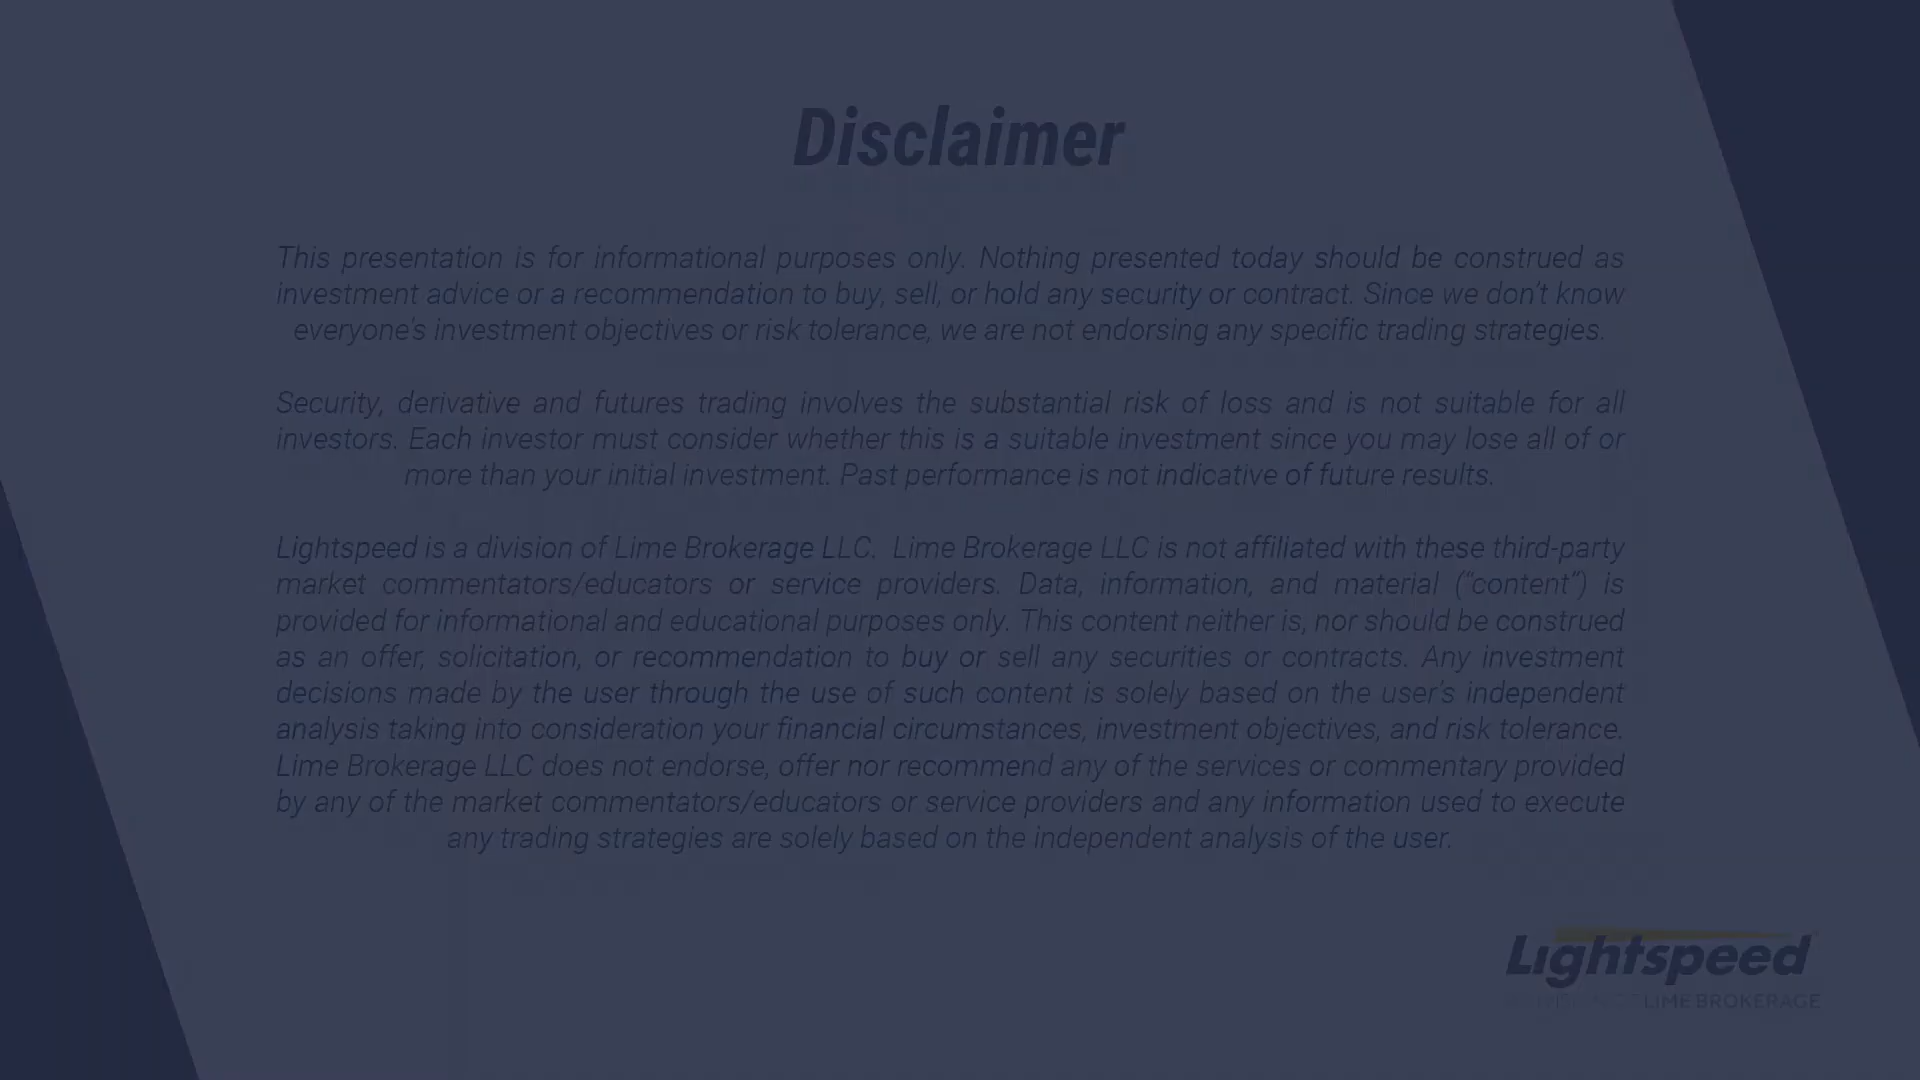 Disclaimer
This presentation is for informational purposes only. Nothing presented today should be construed as
investment advice or a recommendation to buy, sell, or hold any security or contract. Since we don't know
everyone's investment objectives or risk tolerance, we are not endorsing any specific trading strategies.
Security, derivative and futures trading involves the substantial risk of loss and is not suitable for all
investors. Each investor must consider whether this is a suitable investment since you may lose all of or
more than your initial investment. Past performance is not indicative of future results.
Lightspeed is a division of Lime Brokerage LLC.  Lime Brokerage LLC is not affiliated with these third-party
market commentators/educators or service providers. Data, information, and material (“content”) is
provided for informational and educational purposes only. This content neither is, nor should be construed
as an offer, solicitation, or recommendation to buy or sell any securities or contracts. Any investment
decisions made by the user through the use of such content is solely based on the user's independent
analysis taking into consideration your financial circumstances, investment objectives, and risk tolerance.
Lime Brokerage LLC does not endorse, offer nor recommend any of the services or commentary provided
by any of the market commentators/educators or service providers and any information used to execute
any trading strategies are solely based on the independent analysis of the user.
Lightspeed
LIME BROKERAGE